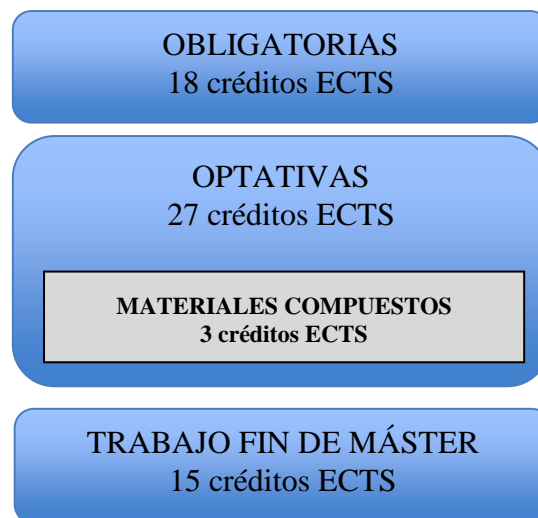 OBLIGATORIAS
18 créditos ECTS
OPTATIVAS
27 créditos ECTS
MATERIALES COMPUESTOS
3 créditos ECTS
TRABAJO FIN DE MÁSTER
15 créditos ECTS